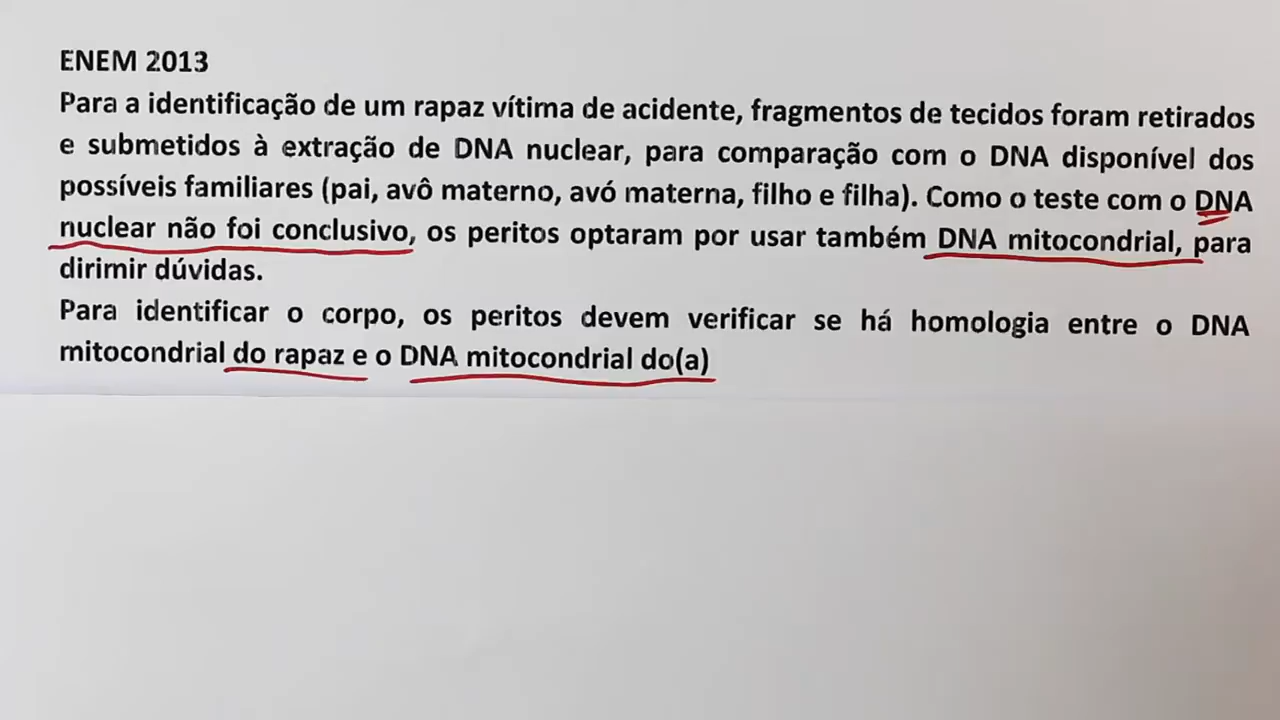 ENEM 2013
Para a identificação de um rapaz vítima de acidente, fragmentos de tecidos foram retirados
e submetidos à extração de DNA nuclear, para comparação com o DNA disponível dos
possíveis familiares (pai, avô materno, avó materna, filho e filha). Como o teste com o DNA
nuclear não foi conclusivo, os peritos optaram por usar também DNA mitocondrial, para
dirimir dúvidas.
Para identificar o corpo, os peritos devem verificar se há homologia entre o DNA
mitocondrial do rapaz e o DNA mitocondrial do(a)